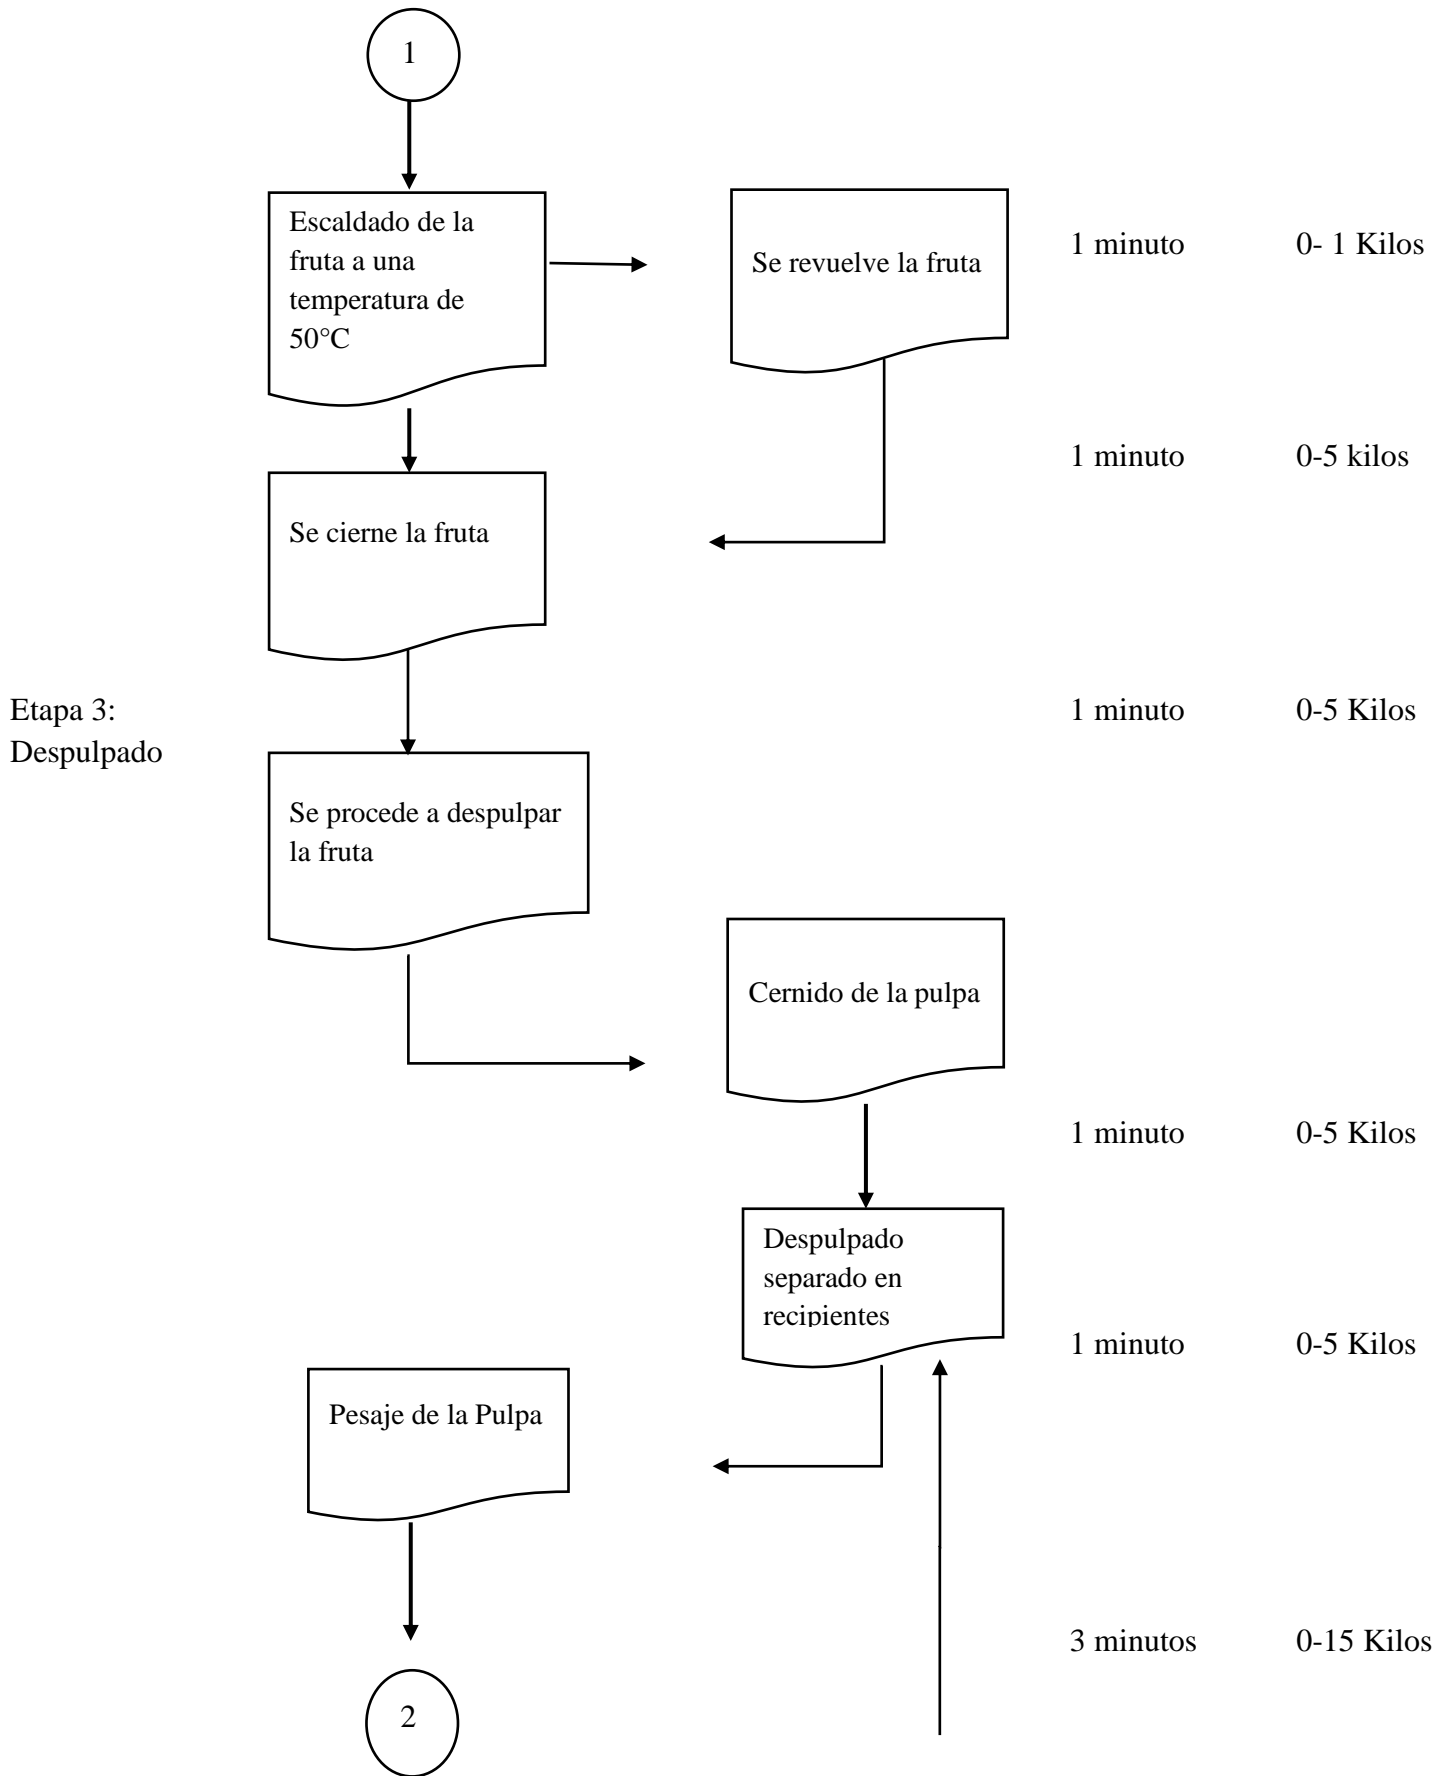 1
Escaldado de la
fruta a una
temperatura de
50°C
Se revuelve la fruta
1 minuto
0- 1 Kilos
1 minuto
0-5 kilos
Se cierne la fruta
Etapa 3:
Despulpado
1 minuto
0-5 Kilos
Se procede a despulpar
la fruta
Cernido de la pulpa
1 minuto
0-5 Kilos
Despulpado
separado en
recipientes
1 minuto
0-5 Kilos
Pesaje de la Pulpa
3 minutos
0-15 Kilos
2